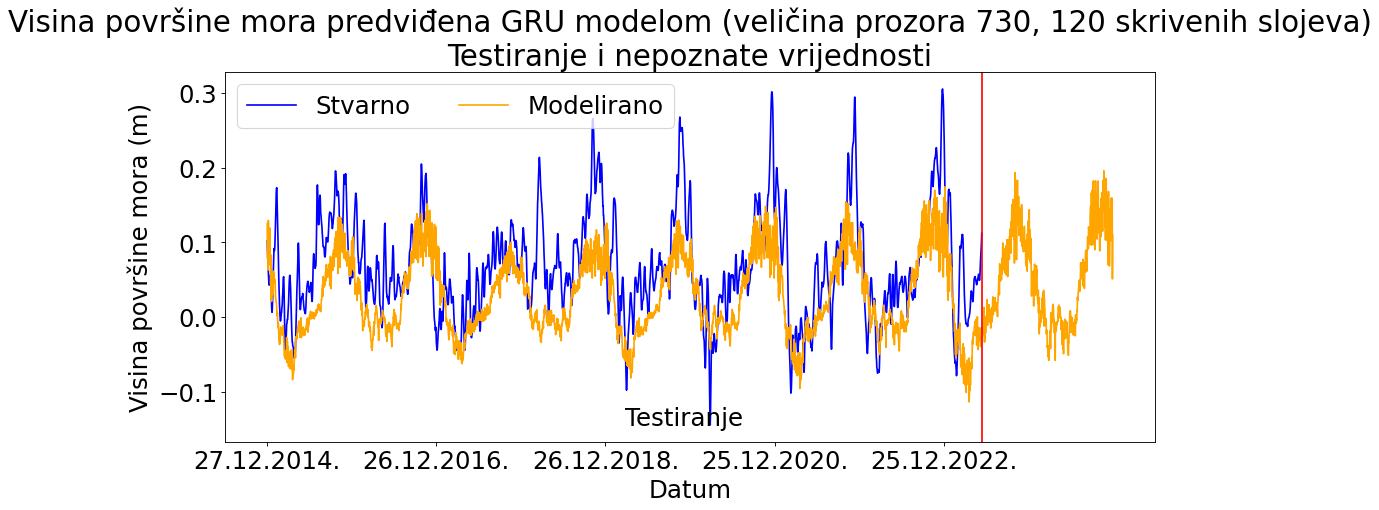 Visina površine mora predviđena GRU modelom (veličina prozora 730, 120 skrivenih slojeva)
Testiranje i nepoznate vrijednosti
Stvarno
Modelirano
Visina površine mora (m)
0.3
0.2
0.1
0.0
−0.1
Testiranje
27.12.2014.
26.12.2016.
26.12.2018.
25.12.2020.
25.12.2022.
Datum